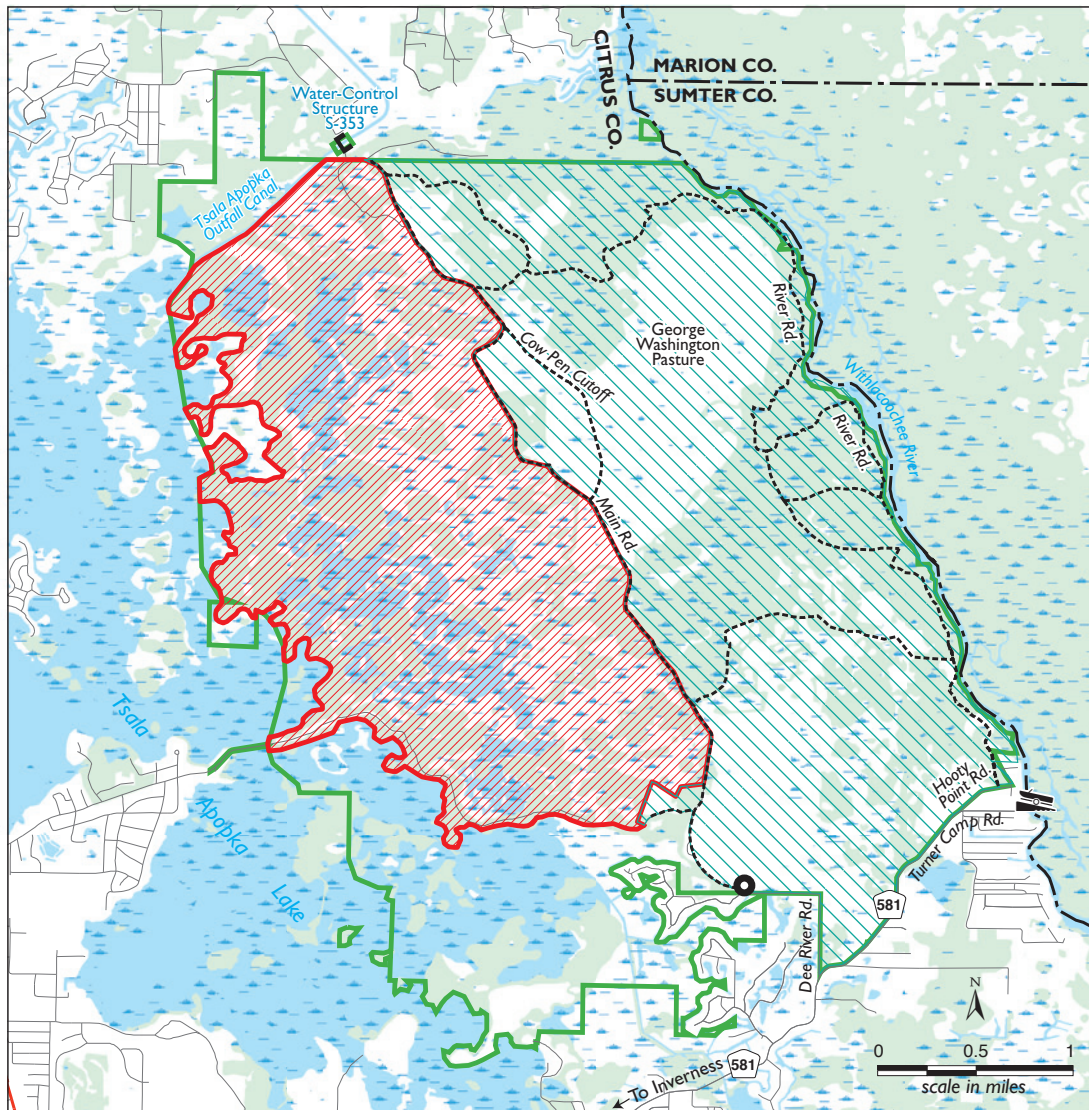 MARION CO.
SUMTER CO.
CITRUS CO.
Water-Control
Structure
S-353
Tsala Apopka
Outfall Canal
River Rd.
George
Washington
Pasture
Cow Pen Cutoff
Withlacoochee River
River Rd.
Main Rd.
Tsala
Apopka
Lake
Hooty
Point Rd.
Turner Camp Rd.
581
Dee River Rd.
N
0 0.5 1
scale in miles
To Inverness 581